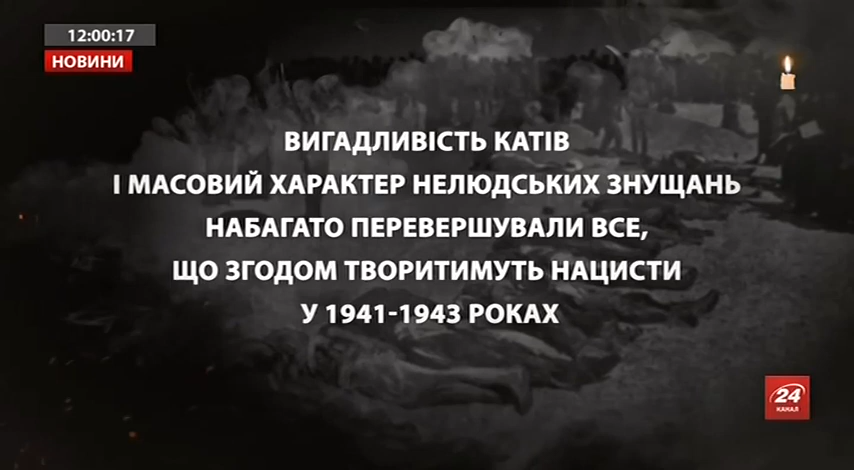 12:00:17
НОВИНИ
ВИГАДЛИВІСТЬ КАТІВ
І МАСОВИЙ ХАРАКТЕР НЕЛЮДСЬКИХ ЗНУЩАНЬ
НАБАГАТО ПЕРЕВЕРШУВАЛИ ВСЕ,
ЩО ЗГОДОМ ТВОРИТИМУТЬ НАЦИСТИ
У 1941-1943 РОКАХ
24
КАНАЛ